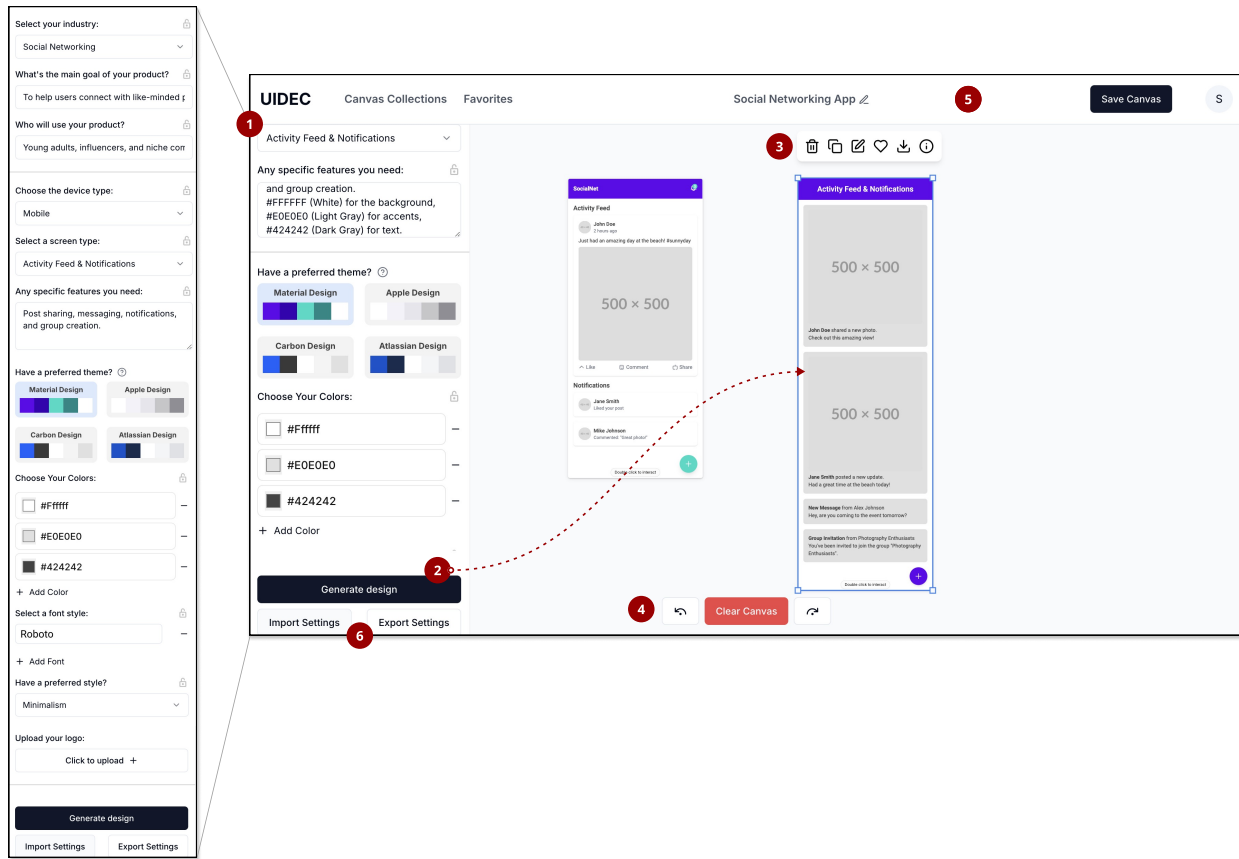 Select your industry:
Social Networking
What's the main goal of your product?
To help users connect with like-minded p
Who will use your product?
Young adults, influencers, and niche com
Choose the device type:
Mobile
Select a screen type:
Activity Feed & Notifications
Any specific features you need:
Post sharing, messaging, notifications,
and group creation.
Have a preferred theme?
Material Design
Apple Design
Carbon Design
Atlassian Design
Choose Your Colors:
#Ffffff
#E0E0E0
#424242
+ Add Color
Select a font style:
Roboto
+ Add Font
Have a preferred style?
Minimalism
Upload your logo:
Click to upload +
Generate design
Import Settings
Export Settings
UIDEC
Canvas Collections
Favorites
Social Networking App
5
Save Canvas
S
1
Activity Feed & Notifications
Any specific features you need:
and group creation.
#FFFFFF (White) for the background,
#E0E0E0 (Light Gray) for accents,
#424242 (Dark Gray) for text.
Have a preferred theme?
Material Design
Apple Design
Carbon Design
Atlassian Design
Choose Your Colors:
#Ffffff
#E0E0E0
#424242
+ Add Color
2
Generate design
Import Settings
Export Settings
6
SocialNet
Activity Feed
John Doe
2 hours ago
Just had an amazing day at the beach! #sunnyday
500 × 500
Like
Comment
Share
Notifications
Jane Smith
Liked your post
Mike Johnson
Commented: "Great photo!"
+
Double click to interact
3
Activity Feed & Notifications
500 × 500
John Doe shared a new photo.
Check out this amazing view!
500 × 500
Jane Smith posted a new update.
Had a great time at the beach today!
New Message from Alex Johnson
Hey, are you coming to the event tomorrow?
Group Invitation from Photography Enthusiasts
You've been invited to join the group "Photography
Enthusiasts".
+
Double click to interact
4
Clear Canvas